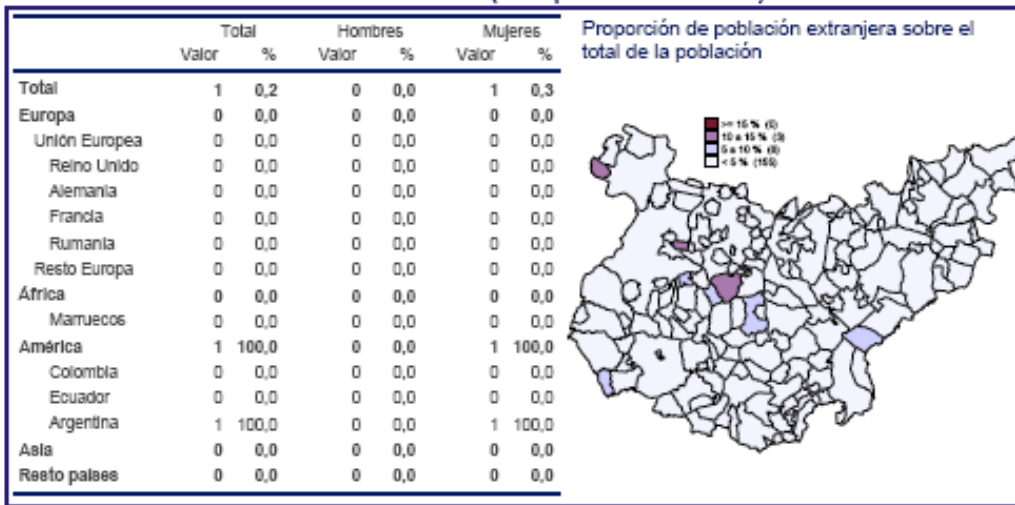 Total Hombres Mujeres
Valor % Valor % Valor %
Total 1 0,2 0 0,0 1 0,3
Europa 0 0,0 0 0,0 0 0,0
Unión Europea 0 0,0 0 0,0 0 0,0
Reino Unido 0 0,0 0 0,0 0 0,0
Alemania 0 0,0 0 0,0 0 0,0
Francia 0 0,0 0 0,0 0 0,0
Rumania 0 0,0 0 0,0 0 0,0
Resto Europa 0 0,0 0 0,0 0 0,0
África 0 0,0 0 0,0 0 0,0
Marruecos 0 0,0 0 0,0 0 0,0
América 1 100,0 0 0,0 1 100,0
Colombia 0 0,0 0 0,0 0 0,0
Ecuador 0 0,0 0 0,0 0 0,0
Argentina 1 100,0 0 0,0 1 100,0
Asia 0 0,0 0 0,0 0 0,0
Resto países 0 0,0 0 0,0 0 0,0
Proporción de población extranjera sobre el
total de la población
>= 15 % (0)
10 a 15 % (3)
5 a 10 %
< 5 % (155)